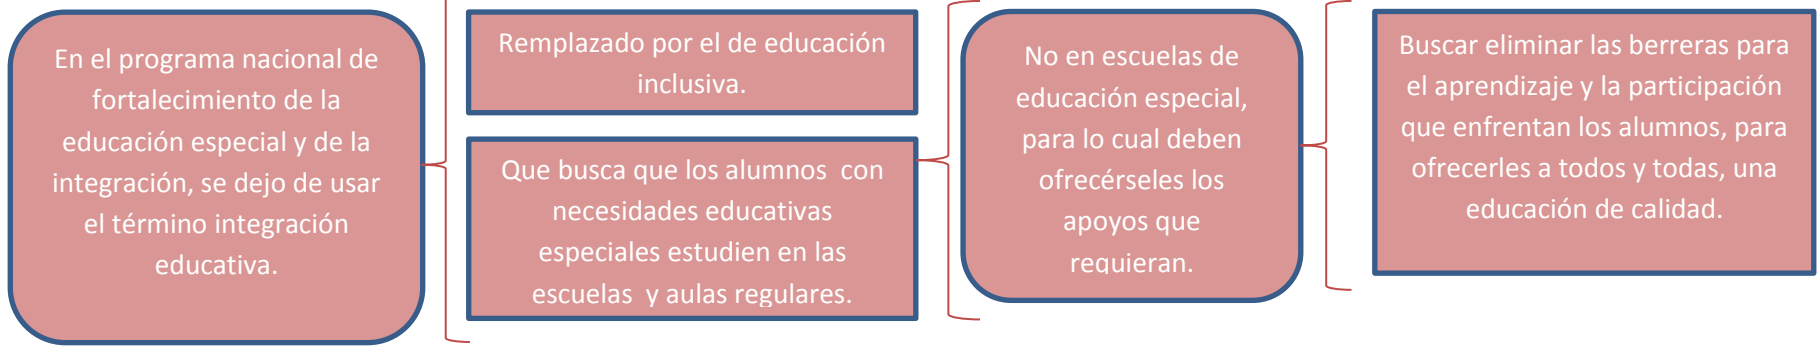 En el programa nacional de
fortalecimiento de la
educación especial y de la
integración, se dejo de usar
el término integración
educativa.
Remplazado por el de educación
inclusiva.
Que busca que los alumnos  con
necesidades educativas
especiales estudien en las
escuelas  y aulas regulares.
No en escuelas de
educación especial,
para lo cual deben
ofrecérseles los
apoyos que
requieran.
Buscar eliminar las berreras para
el aprendizaje y la participación
que enfrentan los alumnos, para
ofrecerles a todos y todas, una
educación de calidad.